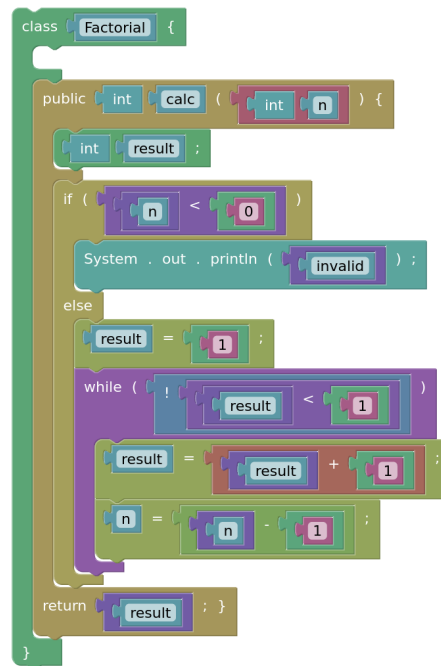 class Factorial {
public int calc ( int n ) {
int result ;
if ( n < 0 )
System . out . println ( invalid ) ;
else
result = 1 ;
while ( ! result < 1 )
result = result + 1 ;
n = n - 1 ;
return result ; }
}